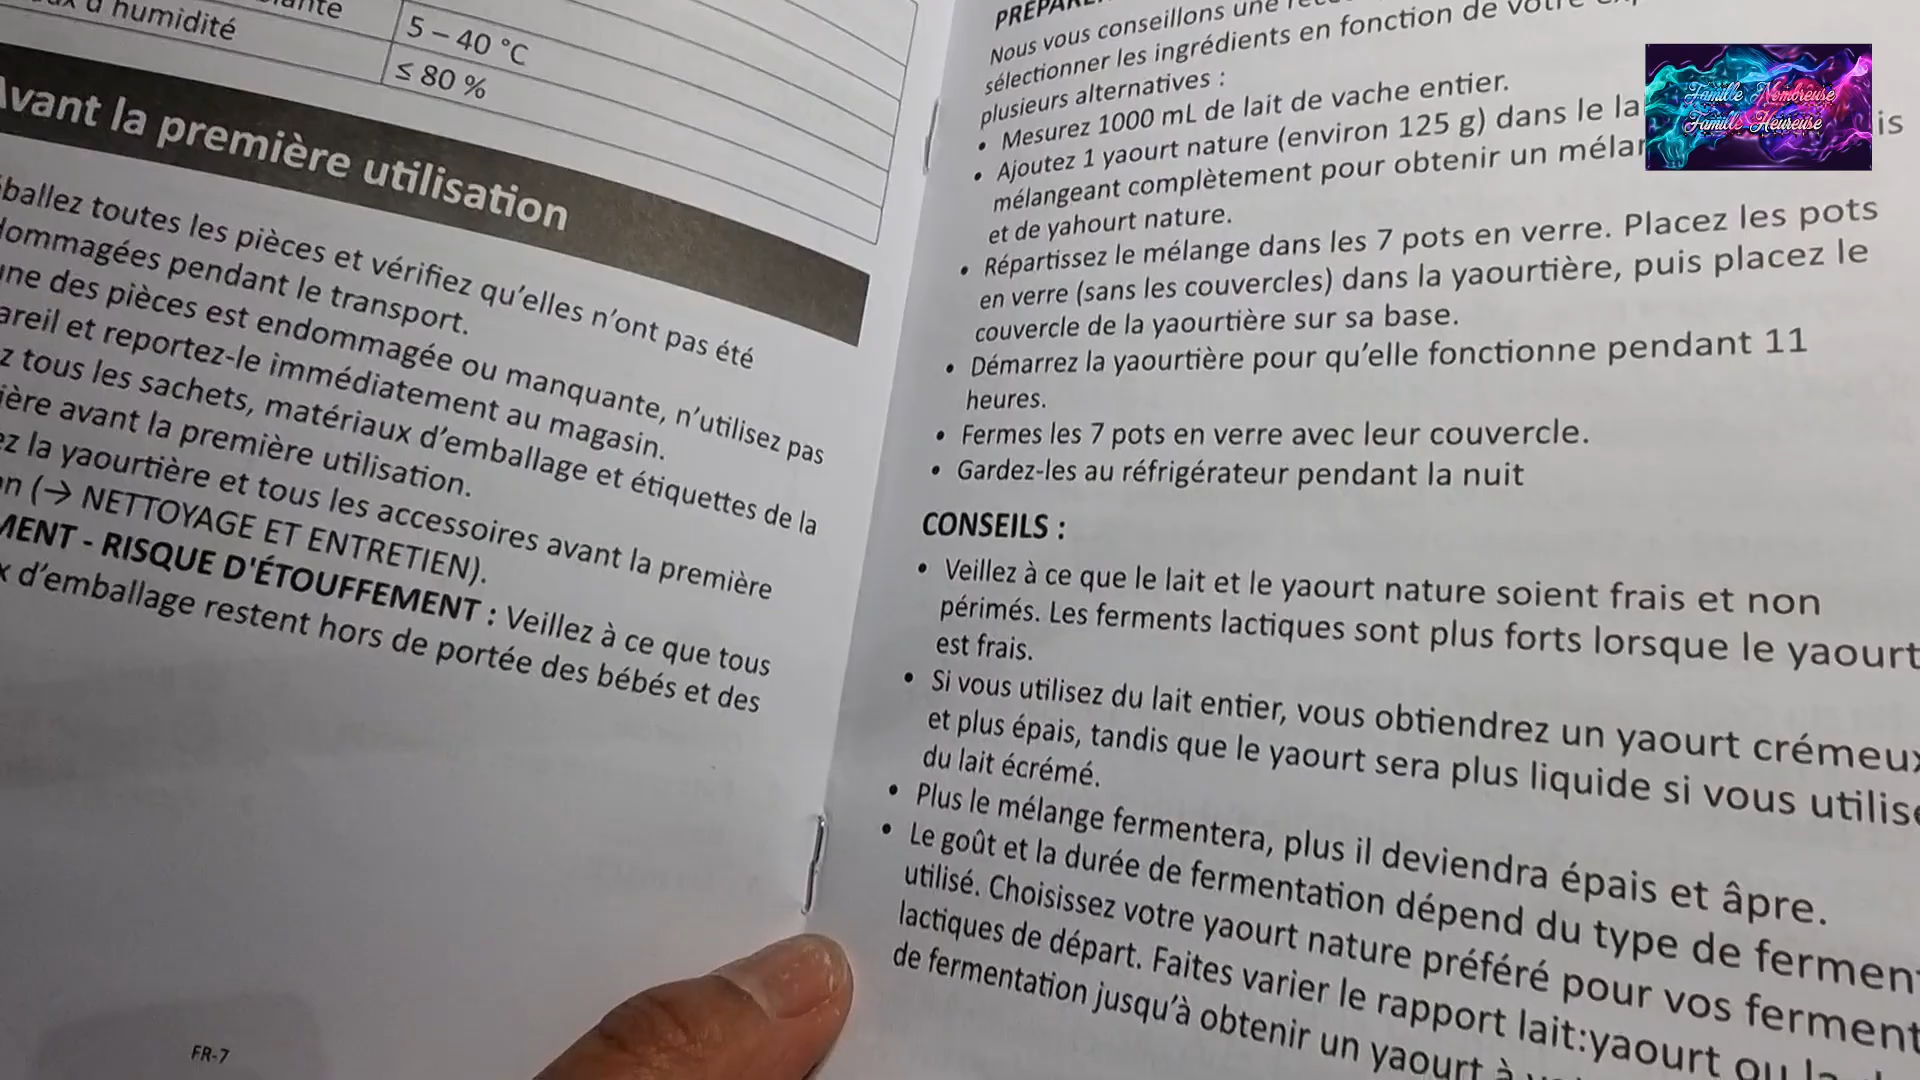 d'humidité
5 – 40 °C
≤ 80 %
Avant la première utilisation
ballez toutes les pièces et vérifiez qu'elles n'ont pas été
dommagées pendant le transport.
une des pièces est endommagée ou manquante, n'utilisez pas
areil et reportez-le immédiatement au magasin.
z tous les sachets, matériaux d'emballage et étiquettes de la
ière avant la première utilisation.
ez la yaourtière et tous les accessoires avant la première
on (→ NETTOYAGE ET ENTRETIEN).
MENT - RISQUE D'ÉTOUFFEMENT : Veillez à ce que tous
x d'emballage restent hors de portée des bébés et des
FR-7
Nous vous conseillons une
sélectionner les ingrédients en fonction de votre
plusieurs alternatives :
• Mesurez 1000 mL de lait de vache entier.
• Ajoutez 1 yaourt nature (environ 125 g) dans le la
is
mélangeant complètement pour obtenir un mélan
et de yahourt nature.
• Répartissez le mélange dans les 7 pots en verre. Placez les pots
en verre (sans les couvercles) dans la yaourtière, puis placez le
couvercle de la yaourtière sur sa base.
• Démarrez la yaourtière pour qu'elle fonctionne pendant 11
heures.
• Fermes les 7 pots en verre avec leur couvercle.
• Gardez-les au réfrigérateur pendant la nuit
CONSEILS :
• Veillez à ce que le lait et le yaourt nature soient frais et non
périmés. Les ferments lactiques sont plus forts lorsque le yaourt
est frais.
• Si vous utilisez du lait entier, vous obtiendrez un yaourt crémeux
et plus épais, tandis que le yaourt sera plus liquide si vous utilise
du lait écrémé.
• Plus le mélange fermentera, plus il deviendra épais et âpre.
• Le goût et la durée de fermentation dépend du type de ferment
utilisé. Choisissez votre yaourt nature préféré pour vos ferment
lactiques de départ. Faites varier le rapport lait:yaourt ou la
de fermentation jusqu'à obtenir un yaourt à
Famille Nombreuse
Famille Heureuse